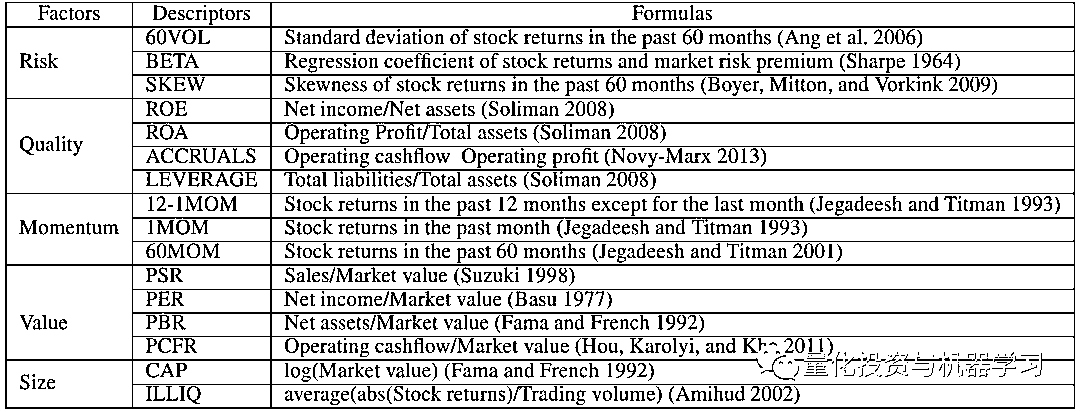 Factors Descriptors Formulas
Risk
60VOL Standard deviation of stock returns in the past 60 months (Ang et al. 2006)
BETA Regression coefficient of stock returns and market risk premium (Sharpe 1964)
SKEW Skewness of stock returns in the past 60 months (Boyer, Mitton, and Vorkink 2009)
Quality
ROE Net income/Net assets (Soliman 2008)
ROA Operating Profit/Total assets (Soliman 2008)
ACCRUALS Operating cashflow Operating profit (Novy-Marx 2013)
LEVERAGE Total liabilities/Total assets (Soliman 2008)
Momentum
12-1MOM Stock returns in the past 12 months except for the last month (Jegadeesh and Titman 1993)
1MOM Stock returns in the past month (Jegadeesh and Titman 1993)
60MOM Stock returns in the past 60 months (Jegadeesh and Titman 2001)
Value
PSR Sales/Market value (Suzuki 1998)
PER Net income/Market value (Basu 1977)
PBR Net assets/Market value (Fama and French 1992)
PCFR Operating cashflow/Market value (Hou, Karolyi, and 2011)
Size
CAP log(Market value) (Fama and French 1992)
ILLIQ average(abs(Stock returns)/Trading volume) (Amihud 2002)
量化投资与机器学习